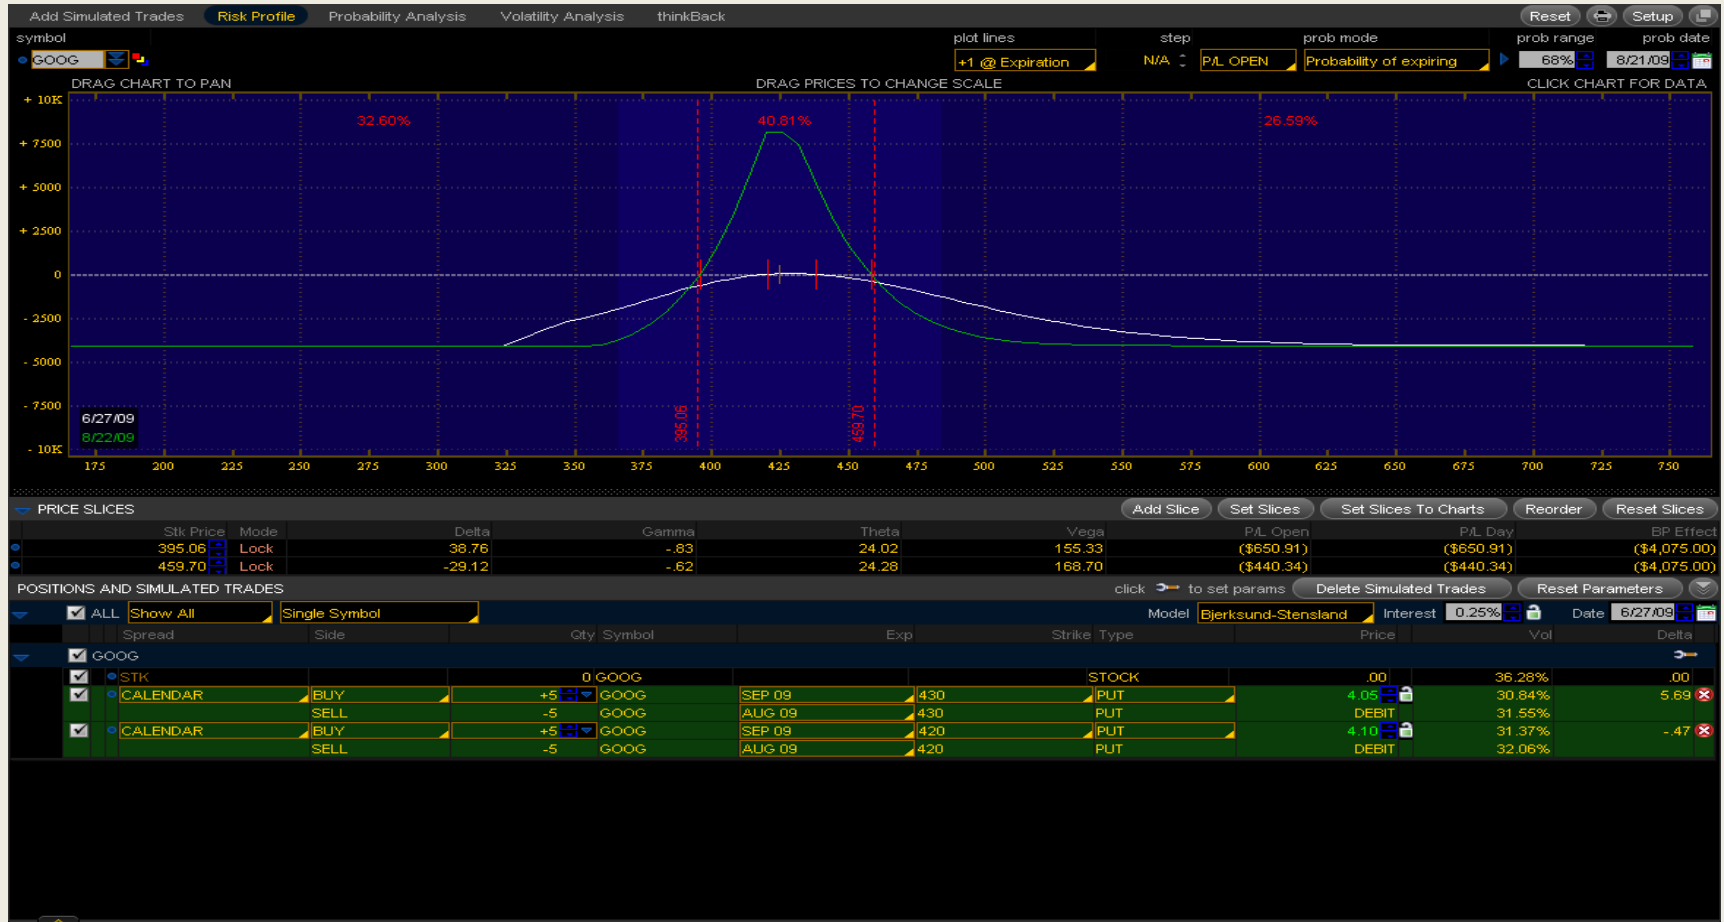 Add Simulated Trades Risk Profile Probability Analysis Volatility Analysis thinkBack Reset Setup
symbol plot lines step prob mode prob range prob date
GOOG +1 @ Expiration N/A P/L OPEN Probability of expiring 68% 8/21/09
DRAG CHART TO PAN DRAG PRICES TO CHANGE SCALE CLICK CHART FOR DATA
+ 10K
32.60% 40.81% 26.59%
+ 7500
+ 5000
+ 2500
0
- 2500
- 5000
- 7500
395.06 459.70
6/27/09
8/22/09
- 10K
175 200 225 250 275 300 325 350 375 400 425 450 475 500 525 550 575 600 625 650 675 700 725 750
PRICE SLICES Add Slice Set Slices Set Slices To Charts Reorder Reset Slices
Stk Price Mode Delta Gamma Theta Vega P/L Open P/L Day BP Effect
395.06 Lock 38.76 -.83 24.02 155.33 ($650.91) ($650.91) ($4,075.00)
459.70 Lock -29.12 -.62 24.28 168.70 ($440.34) ($440.34) ($4,075.00)
POSITIONS AND SIMULATED TRADES click to set params Delete Simulated Trades Reset Parameters
ALL Show All Single Symbol Model Bjerksund-Stensland Interest 0.25% Date 6/27/09
Spread Side Qty Symbol Exp Strike Type Price Vol Delta
GOOG
STK 0 GOOG STOCK .00 36.28% .00
CALENDAR BUY +5 GOOG SEP 09 430 PUT 4.05 30.84% 5.69
SELL -5 GOOG AUG 09 430 PUT DEBIT 31.55%
CALENDAR BUY +5 GOOG SEP 09 420 PUT 4.10 31.37% -.47
SELL -5 GOOG AUG 09 420 PUT DEBIT 32.06%